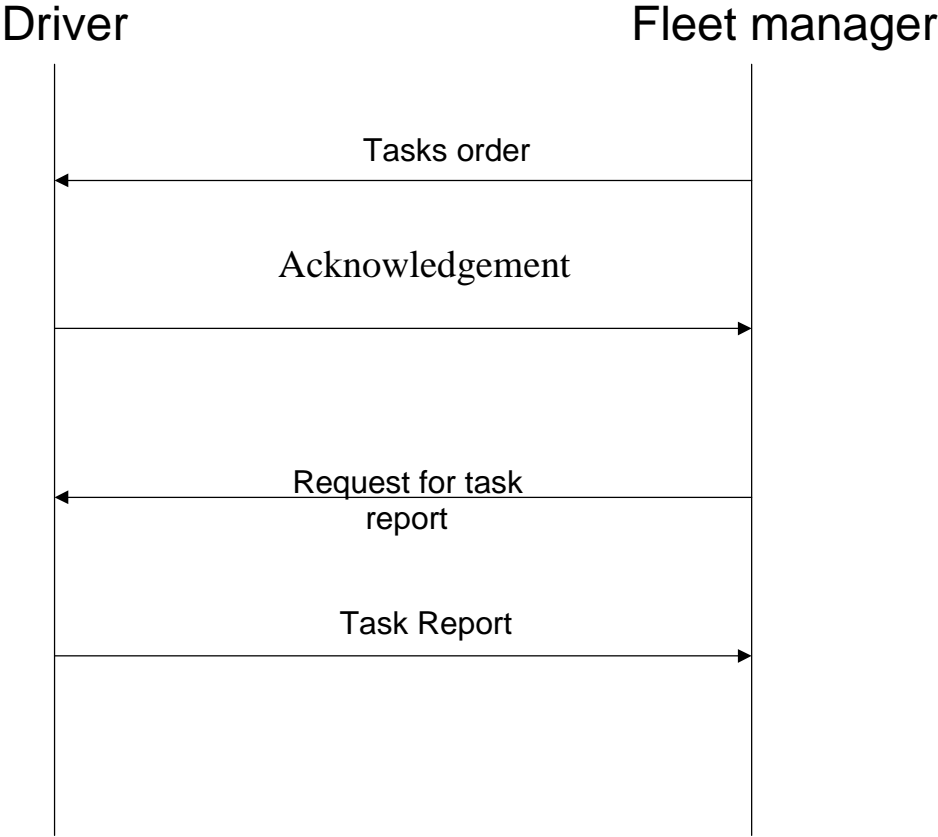 Driver
Fleet manager
Tasks order
Acknowledgement
Request for task
report
Task Report